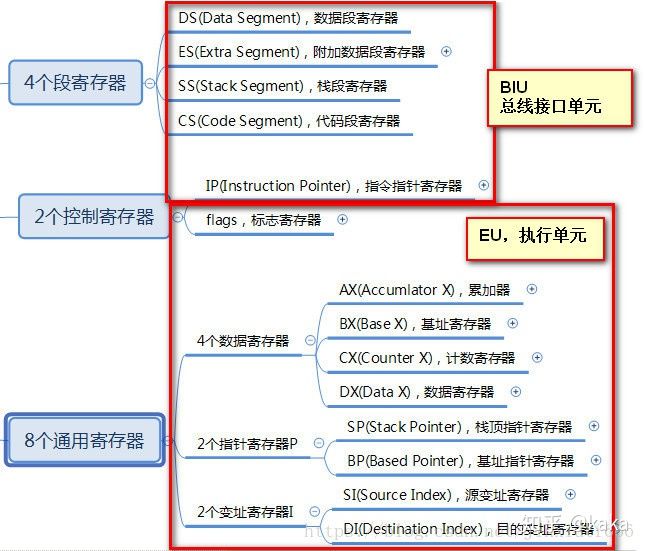 DS(Data Segment)，数据段寄存器
ES(Extra Segment)，附加数据段寄存器
4个段寄存器
SS(Stack Segment)，栈段寄存器
CS(Code Segment)，代码段寄存器
BIU
总线接口单元
IP(Instruction Pointer)，指令指针寄存器
2个控制寄存器
flags，标志寄存器
EU，执行单元
AX(Accumlator X)，累加器
BX(Base X)，基址寄存器
4个数据寄存器
CX(Counter X)，计数寄存器
DX(Data X)，数据寄存器
8个通用寄存器
SP(Stack Pointer)，栈顶指针寄存器
2个指针寄存器P
BP(Based Pointer)，基址指针寄存器
SI(Source Index)，源变址寄存器
2个变址寄存器I
DI(Destination Index)，目的变址寄存器
知乎 @kaka